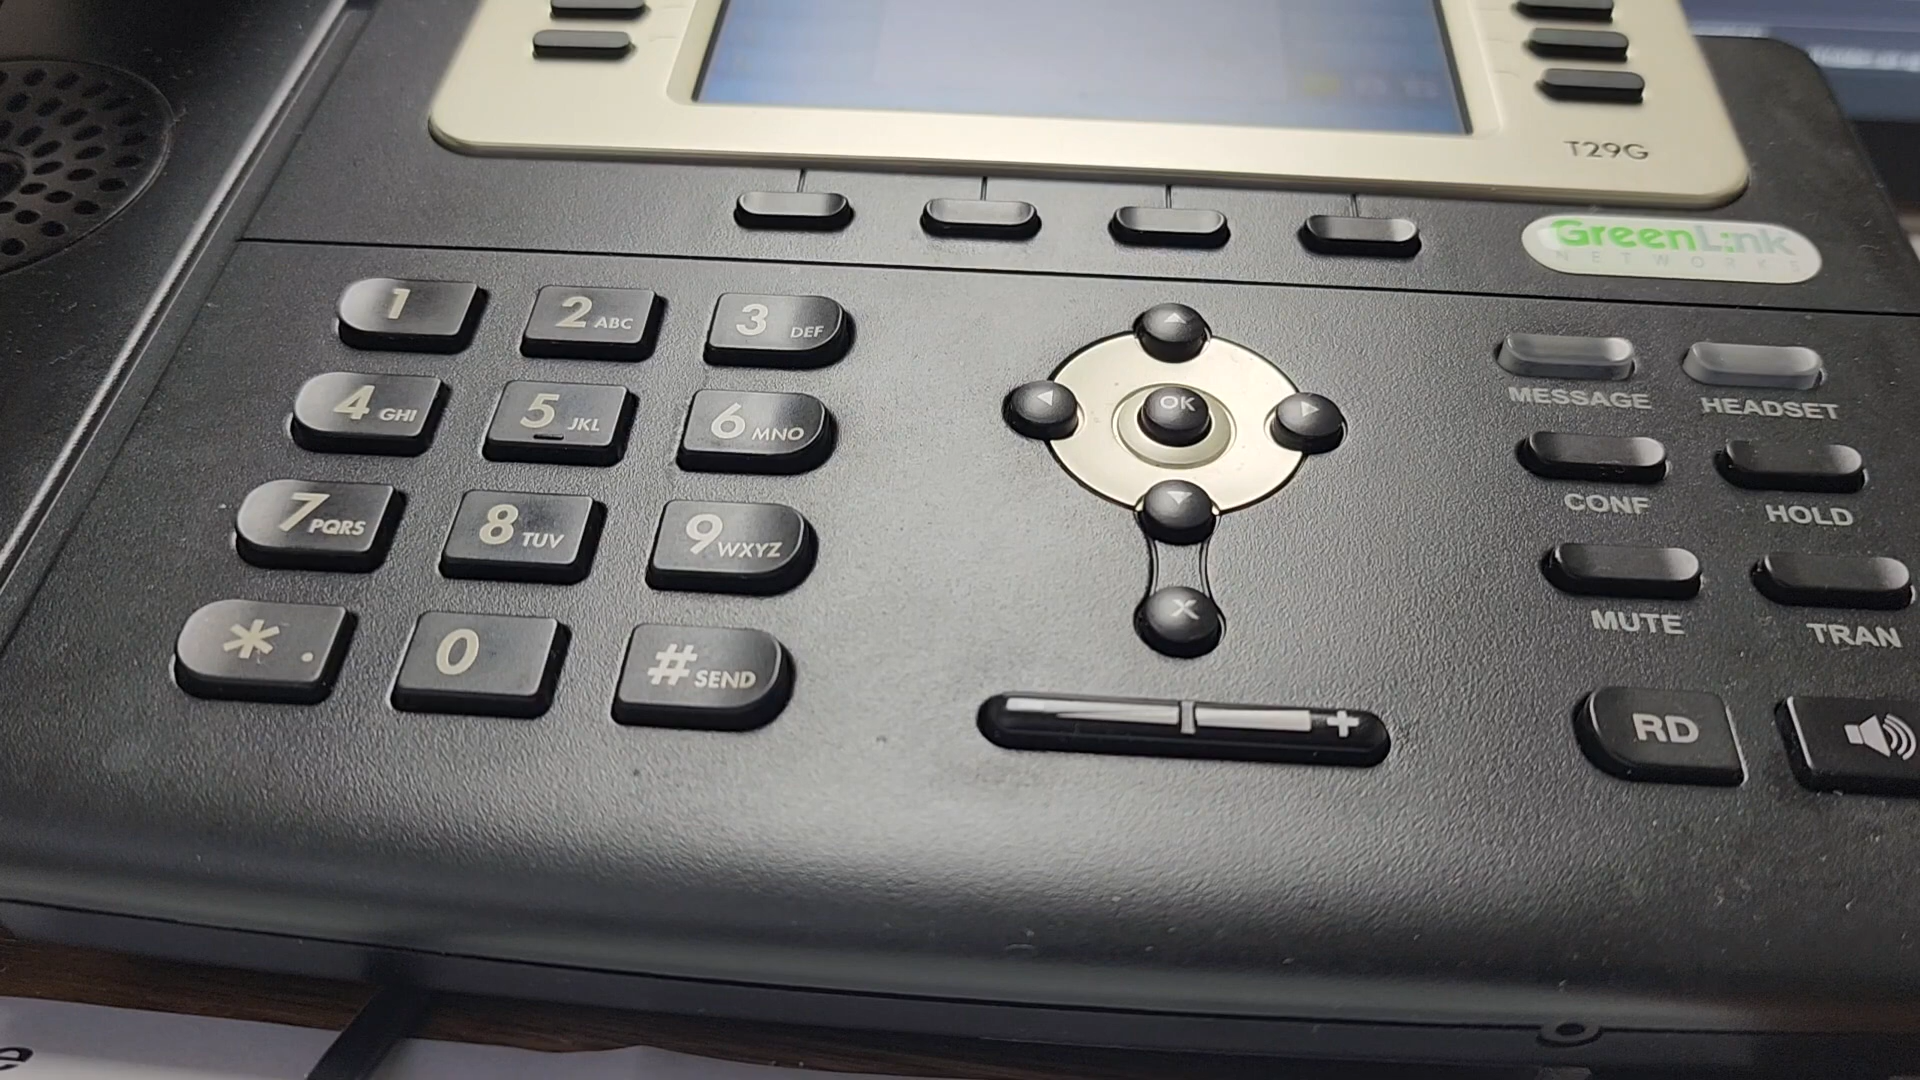 T29G
GreenLink
NETWORKS
1
2 ABC
3 DEF
4 GHI
5 JKL
6 MNO
7 PQRS
8 TUV
9 WXYZ
* .
0
# SEND
OK
X
+
MESSAGE
HEADSET
CONF
HOLD
MUTE
TRAN
RD
e